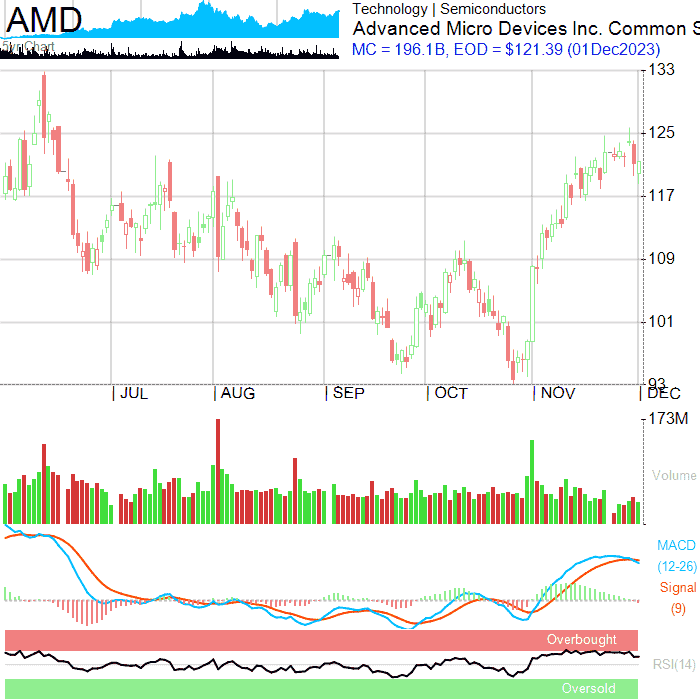 AMD
5yr Chart
Technology | Semiconductors
Advanced Micro Devices Inc. Common S
MC = 196.1B, EOD = $121.39 (01Dec2023)
133
125
117
109
101
93
JUL AUG SEP OCT NOV DEC
173M
Volume
MACD
(12-26)
Signal
(9)
Overbought
RSI(14)
Oversold